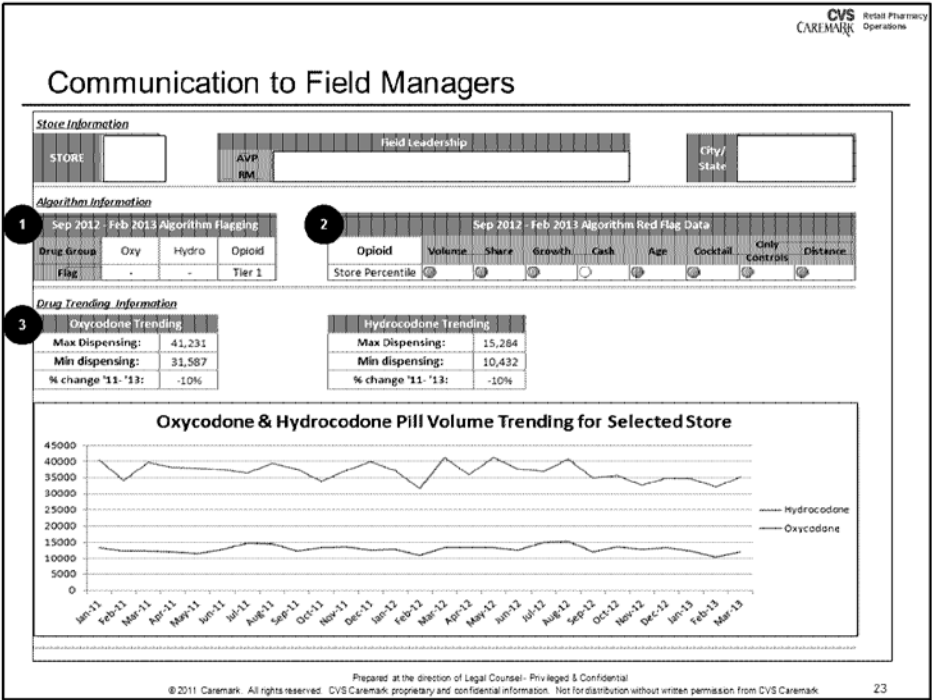 CVS CAREMARK Retail Pharmacy Operations
Communication to Field Managers
Store Information
STORE
Field Leadership
AVP
RM
City/
State
Algorithm Information
1
Sep 2012 - Feb 2013 Algorithm Flagging
Drug Group Oxy Hydro Opioid
Flag - - Tier 1
2
Sep 2012 - Feb 2013 Algorithm Red Flag Data
Opioid Volume Share Growth Cash Age Cocktail Only Controls Distance
Store Percentile
Drug Trending Information
3
Oxycodone Trending
Max Dispensing: 41,231
Min dispensing: 31,587
% change '11- '13: -10%
Hydrocodone Trending
Max Dispensing: 15,284
Min dispensing: 10,432
% change '11- '13: -10%
Oxycodone & Hydrocodone Pill Volume Trending for Selected Store
45000
40000
35000
30000
25000
20000
15000
10000
5000
0
Jan-11 Feb-11 Mar-11 Apr-11 May-11 Jun-11 Jul-11 Aug-11 Sep-11 Oct-11 Nov-11 Dec-11 Jan-12 Feb-12 Mar-12 Apr-12 May-12 Jun-12 Jul-12 Aug-12 Sep-12 Oct-12 Nov-12 Dec-12 Jan-13 Feb-13 Mar-13
Hydrocodone
Oxycodone
Prepared at the direction of Legal Counsel- Privileged & Confidential
© 2011 Caremark. All rights reserved. CVS Caremark proprietary and confidential information. Not for distribution without written permission from CVS Caremark
23